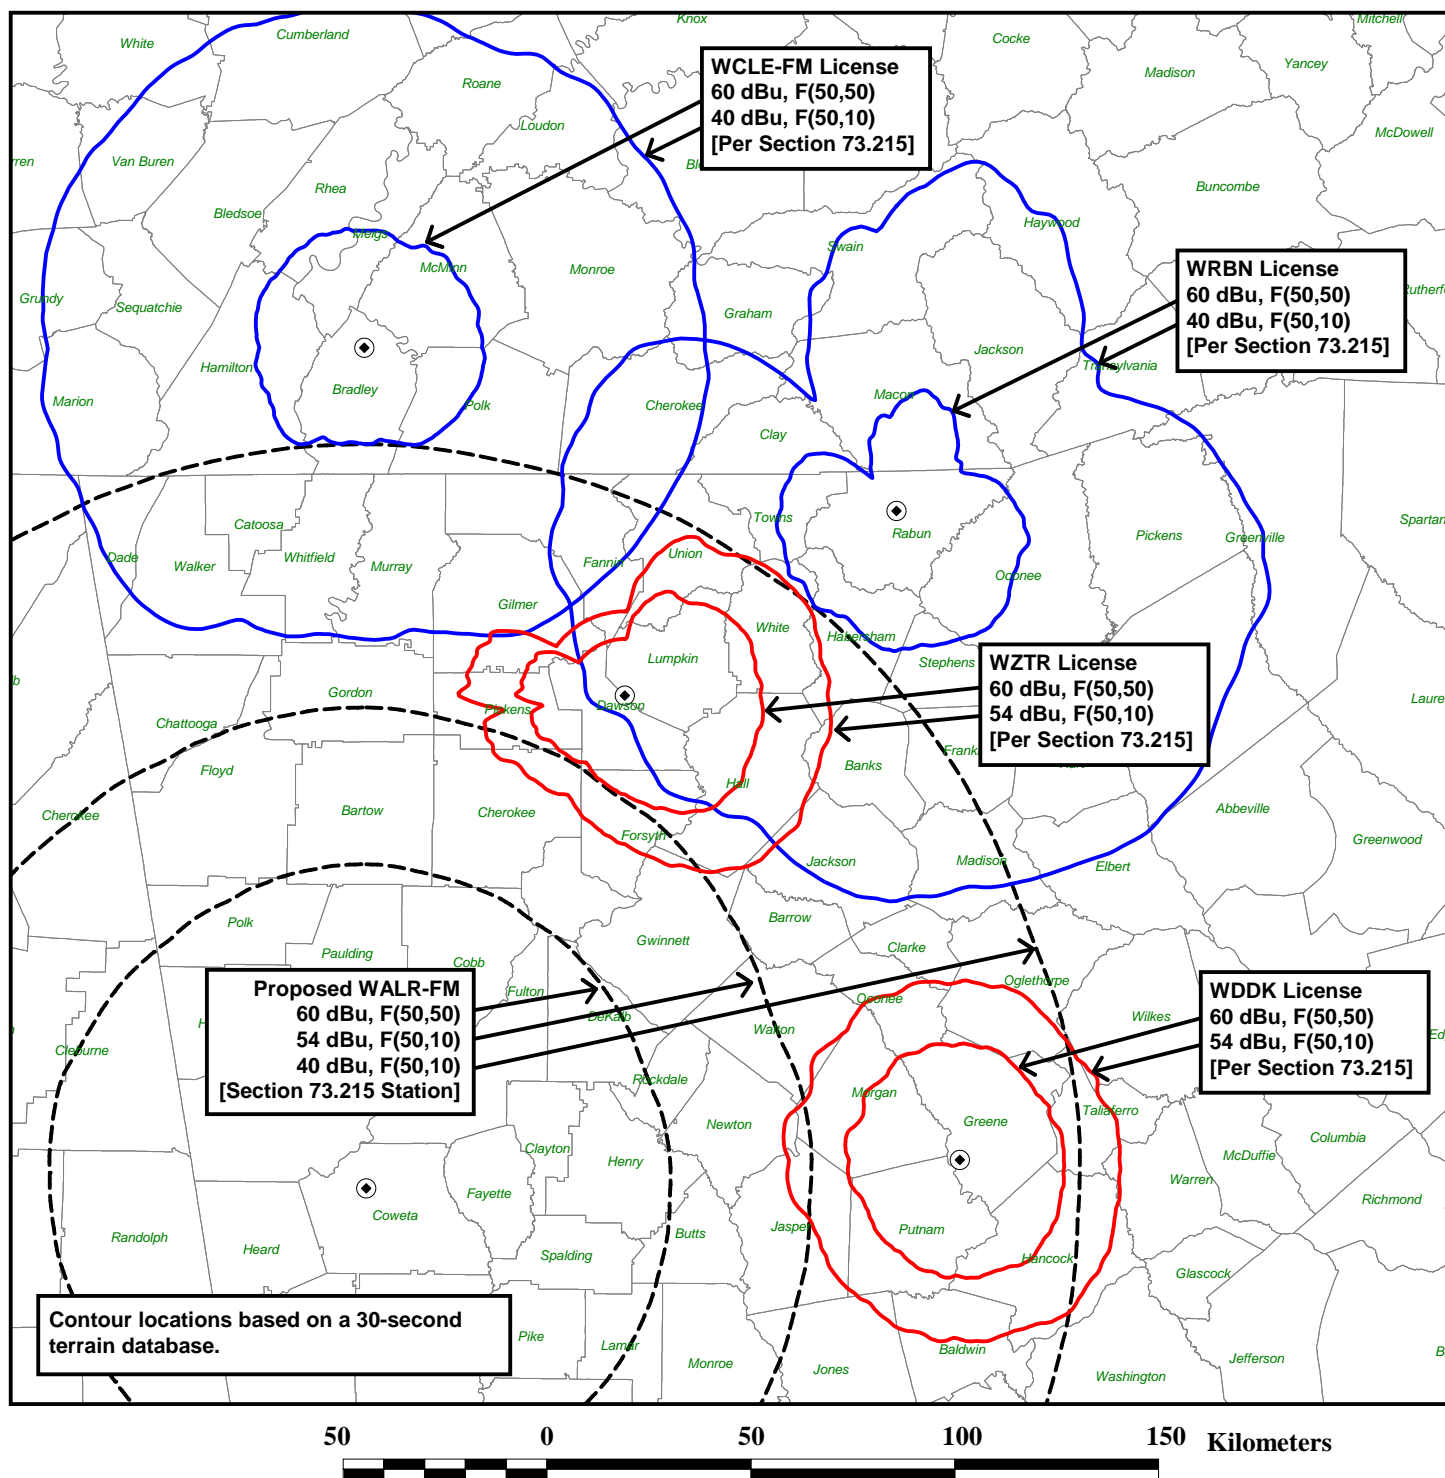 Knox
Mitchell
White
Cumberland
Cocke
Yancey
Madison
Roane
WCLE-FM License
60 dBu, F(50,50)
40 dBu, F(50,10)
[Per Section 73.215]
Loudon
McDowell
Van Buren
Rhea
Buncombe
Bledsoe
Meigs
Haywood
Swain
McMinn
Monroe
WRBN License
60 dBu, F(50,50)
40 dBu, F(50,10)
[Per Section 73.215]
Grundy
Sequatchie
Graham
Jackson
Hamilton
Transylvania
Bradley
Marion
Polk
Cherokee
Macon
Clay
Towns
Catoosa
Rabun
Pickens
Greenville
Dade
Walker
Whitfield
Murray
Fannin
Union
Oconee
Gilmer
White
Habersham
Lumpkin
Stephens
WZTR License
60 dBu, F(50,50)
54 dBu, F(50,10)
[Per Section 73.215]
Gordon
Pickens
Dawson
Chattooga
Floyd
Banks
Hall
Bartow
Cherokee
Cherokee
Abbeville
Forsyth
Greenwood
Jackson
Madison
Elbert
Polk
Barrow
Gwinnett
Clarke
Paulding
Cobb
Oglethorpe
Proposed WALR-FM
60 dBu, F(50,50)
54 dBu, F(50,10)
40 dBu, F(50,10)
[Section 73.215 Station]
Fulton
DeKalb
Oconee
Walton
Wilkes
WDDK License
60 dBu, F(50,50)
54 dBu, F(50,10)
[Per Section 73.215]
Cleburne
Rockdale
Morgan
Greene
Taliaferro
Newton
Clayton
Henry
Columbia
McDuffie
Warren
Richmond
Fayette
Coweta
Putnam
Jasper
Butts
Randolph
Heard
Spalding
Hancock
Glascock
Contour locations based on a 30-second
terrain database.
Pike
Lamar
Monroe
Jones
Baldwin
Washington
Jefferson
50 0 50 100 150 Kilometers